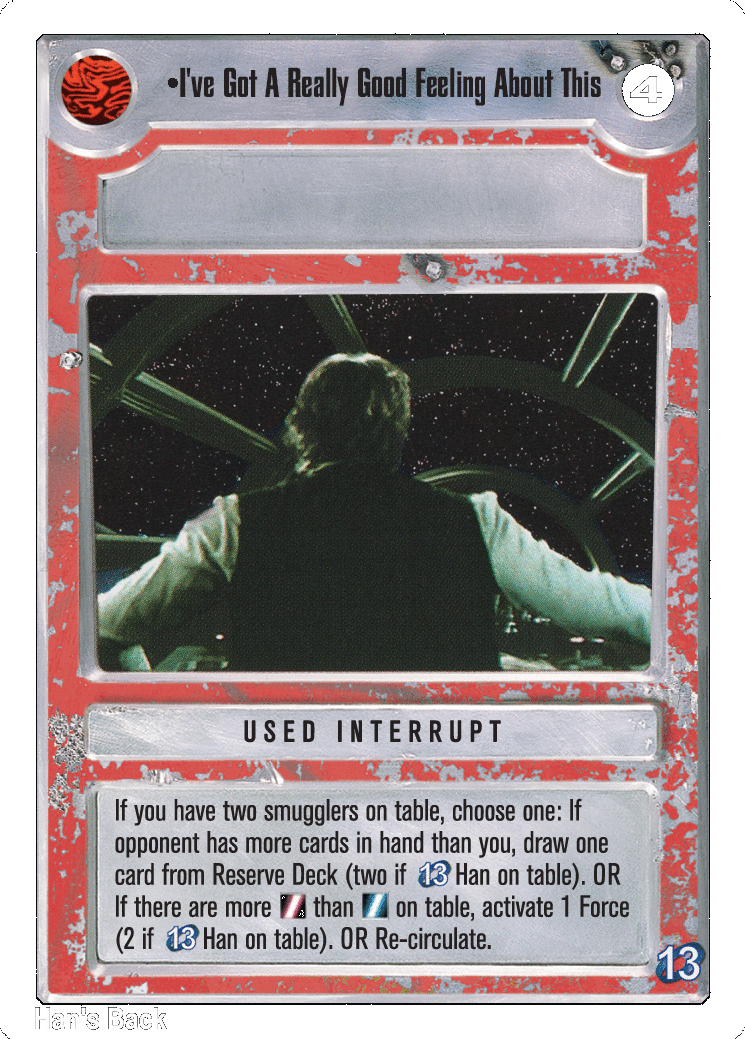 •I've Got A Really Good Feeling About This
4
USED INTERRUPT
If you have two smugglers on table, choose one: If
opponent has more cards in hand than you, draw one
card from Reserve Deck (two if 13 Han on table). OR
If there are more than on table, activate 1 Force
(2 if 13 Han on table). OR Re-circulate.
13
Han's Back